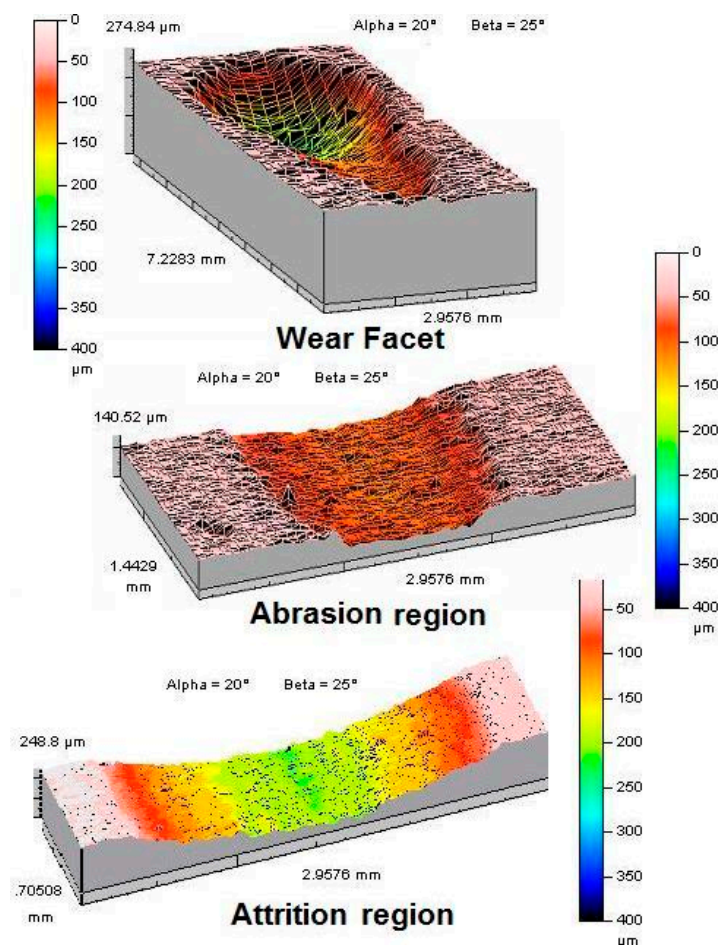 274.84 µm
Alpha = 20° Beta = 25°
0
50
100
150
200
250
300
350
400
µm
7.2283 mm
2.9576 mm
Wear Facet
Alpha = 20° Beta = 25°
140.52 µm
1.4429
mm
2.9576 mm
0
50
100
150
200
250
300
350
400
µm
Abrasion region
Alpha = 20° Beta = 25°
248.8 µm
.70508
mm
2.9576 mm
50
100
150
200
250
300
350
400
µm
Attrition region